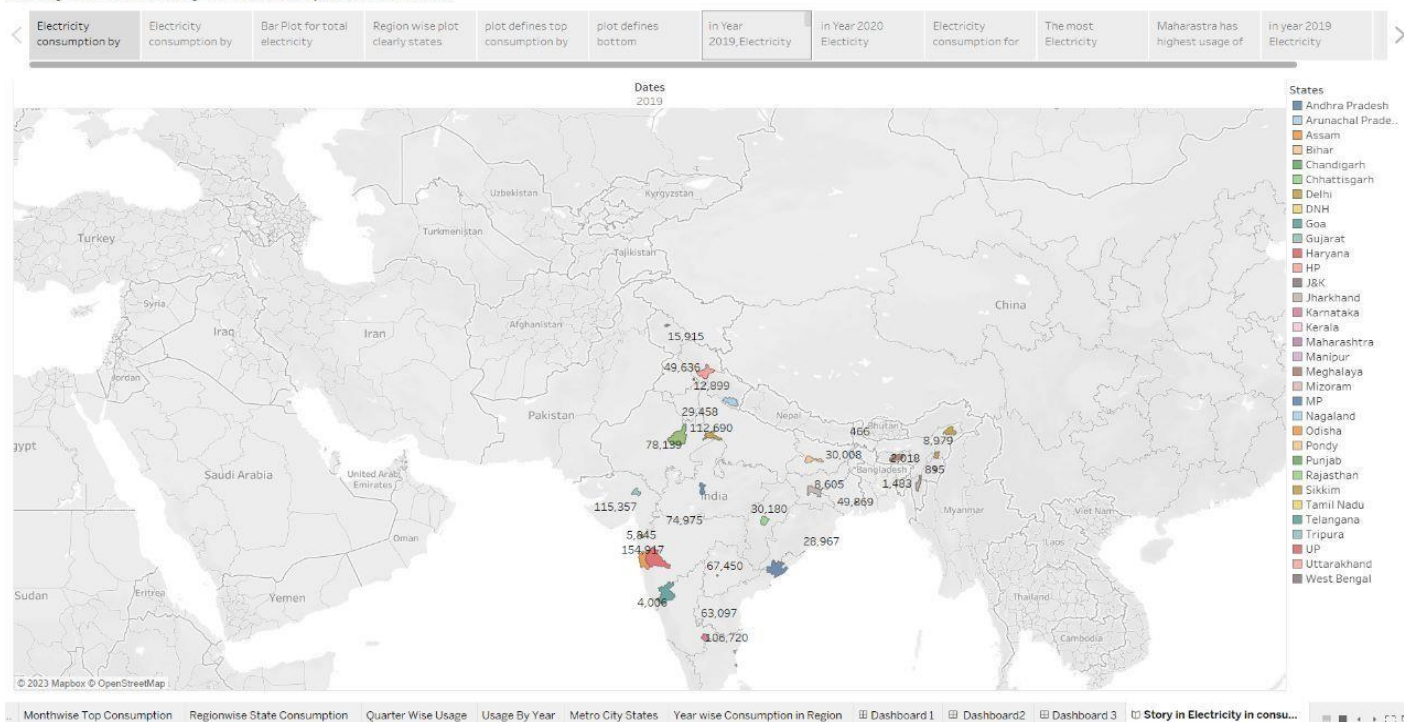 Electricity
consumption by
Electricity
consumption by
Bar Plot for total
electricity
Region wise plot
clearly states
plot defines top
consumption by
plot defines
bottom
in Year
2019,Electricity
in Year 2020
Electicity
Electricity
consumption for
The most
Electricity
Maharastra has
highest usage of
in year 2019
Electricity
Dates
2019
States
Andhra Pradesh
Arunachal Prade..
Assam
Bihar
Chandigarh
Chhattisgarh
Delhi
DNH
Goa
Gujarat
Haryana
HP
J&K
Jharkhand
Karnataka
Kerala
Maharashtra
Manipur
Meghalaya
Mizoram
MP
Nagaland
Odisha
Pondy
Punjab
Rajasthan
Sikkim
Tamil Nadu
Telangana
Tripura
UP
Uttarakhand
West Bengal
Uzbekistan
Kyrgyzstan
Turkey
Turkmenistan
Tajikistan
Syria
China
Iraq
Iran
Afghanistan
15,915
Jordan
49,636
12,899
Pakistan
29,458
Nepal
112,690
466
Bhutan
78,139
8,979
30,008
2,018
Saudi Arabia
United Arab
Emirates
Bangladesh
895
8,605
1,483
India
115,357
49,869
74,975
30,180
Myanmar
Viet Nam
Oman
5,845
28,967
Laos
154,917
67,450
Sudan
Eritrea
Yemen
4,006
63,097
Thailand
106,720
Cambodia
© 2023 Mapbox © OpenStreetMap
Monthwise Top Consumption
Regionwise State Consumption
Quarter Wise Usage
Usage By Year
Metro City States
Year wise Consumption in Region
Dashboard 1
Dashboard2
Dashboard 3
Story in Electricity in consu...